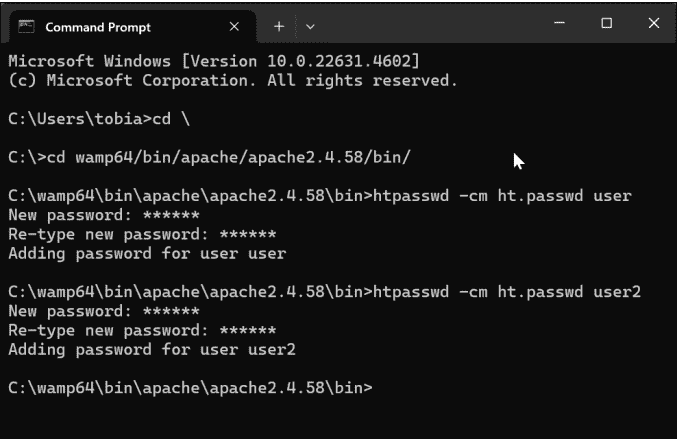 Command Prompt
Microsoft Windows [Version 10.0.22631.4602]
(c) Microsoft Corporation. All rights reserved.
C:\Users\tobia>cd \
C:\>cd wamp64/bin/apache/apache2.4.58/bin/
C:\wamp64\bin\apache\apache2.4.58\bin>htpasswd -cm ht.passwd user
New password: ******
Re-type new password: ******
Adding password for user user
C:\wamp64\bin\apache\apache2.4.58\bin>htpasswd -cm ht.passwd user2
New password: ******
Re-type new password: ******
Adding password for user user2
C:\wamp64\bin\apache\apache2.4.58\bin>